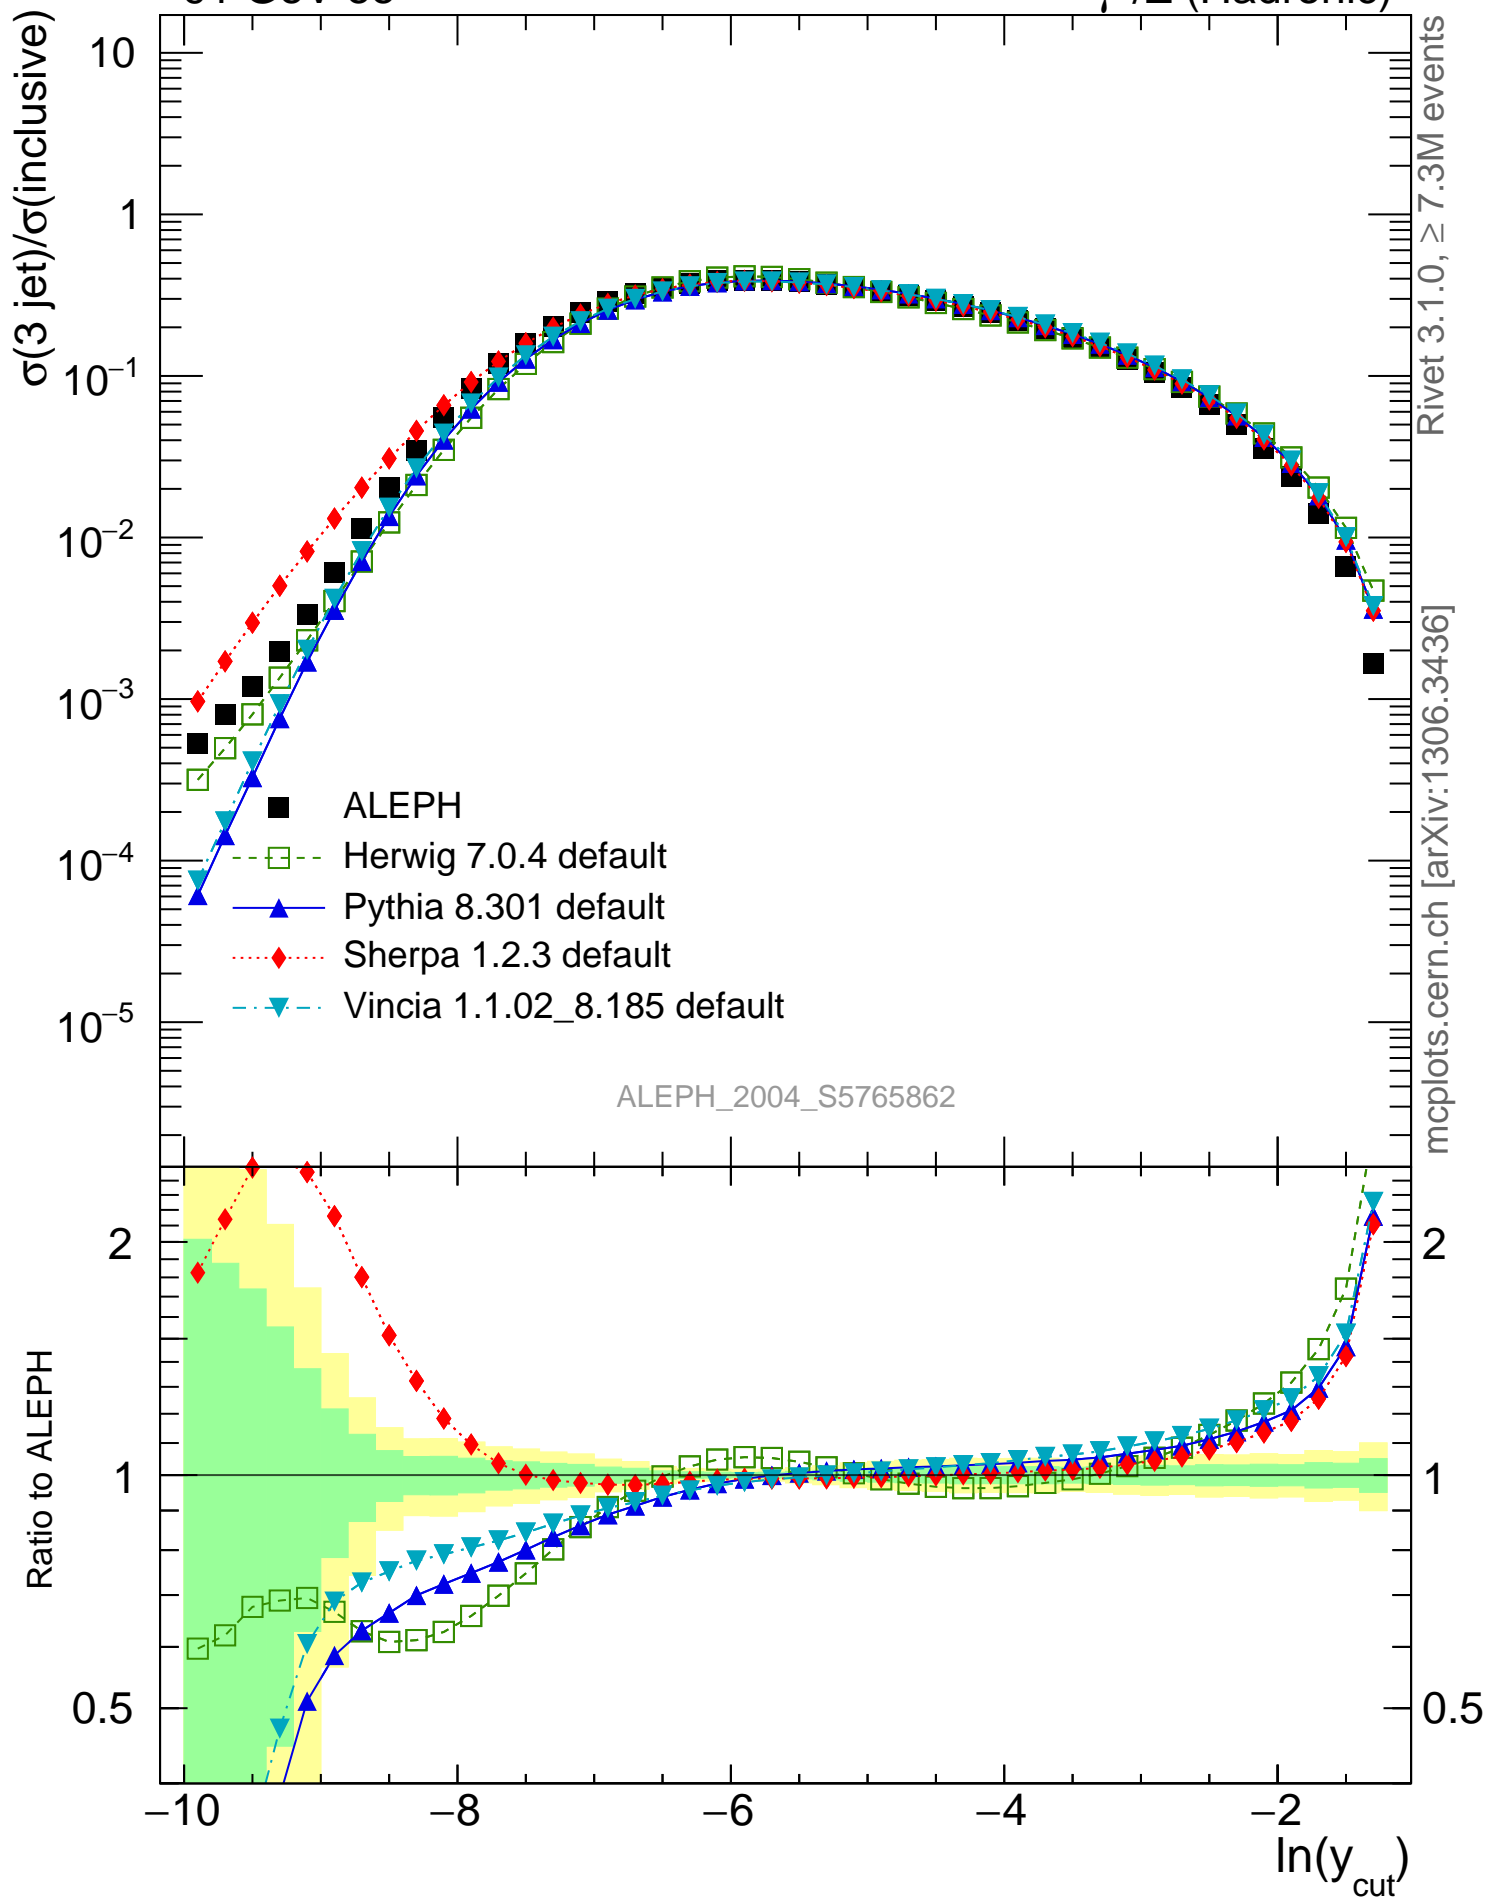 σ(3 jet)/σ(inclusive)
10
1
10⁻¹
10⁻²
10⁻³
10⁻⁴
10⁻⁵
ALEPH
Herwig 7.0.4 default
Pythia 8.301 default
Sherpa 1.2.3 default
Vincia 1.1.02_8.185 default
ALEPH_2004_S5765862
Rivet 3.1.0, ≥ 7.3M events
mcplots.cern.ch [arXiv:1306.3436]
Ratio to ALEPH
2
1
0.5
2
1
0.5
−10
−8
−6
−4
−2
ln(y_cut)